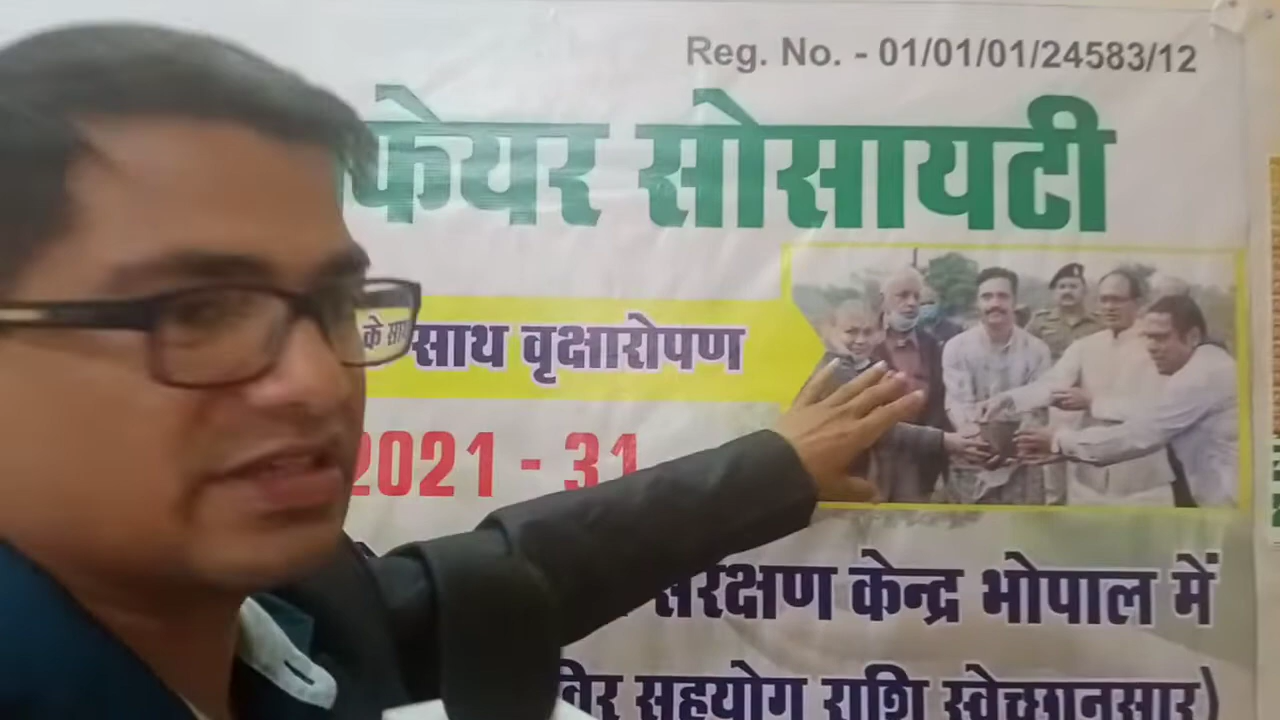 Reg. No. - 01/01/01/24583/12
फेयर सोसायटी
के साथ वृक्षारोपण
2021 - 31
संरक्षण केन्द्र भोपाल में
सहयोग राशि स्वेच्छानुसार)